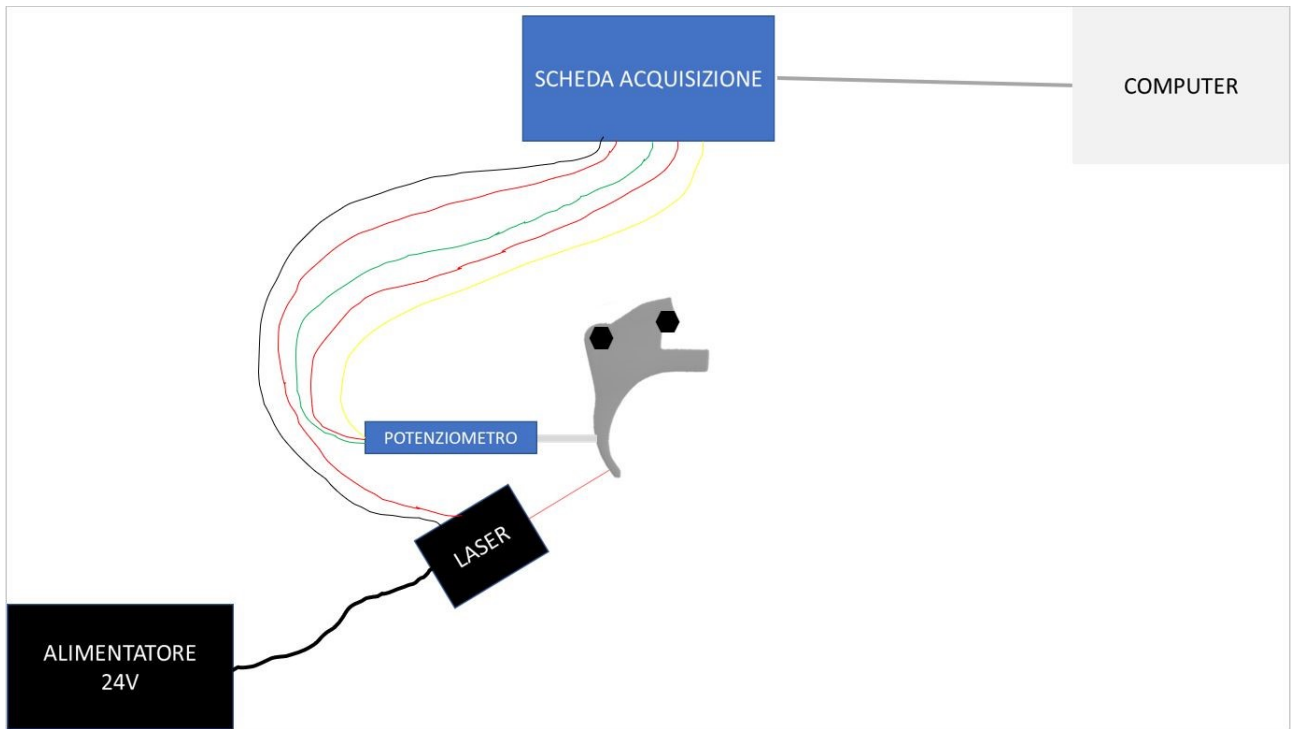 SCHEDA ACQUISIZIONE
COMPUTER
POTENZIOMETRO
LASER
ALIMENTATORE
24V